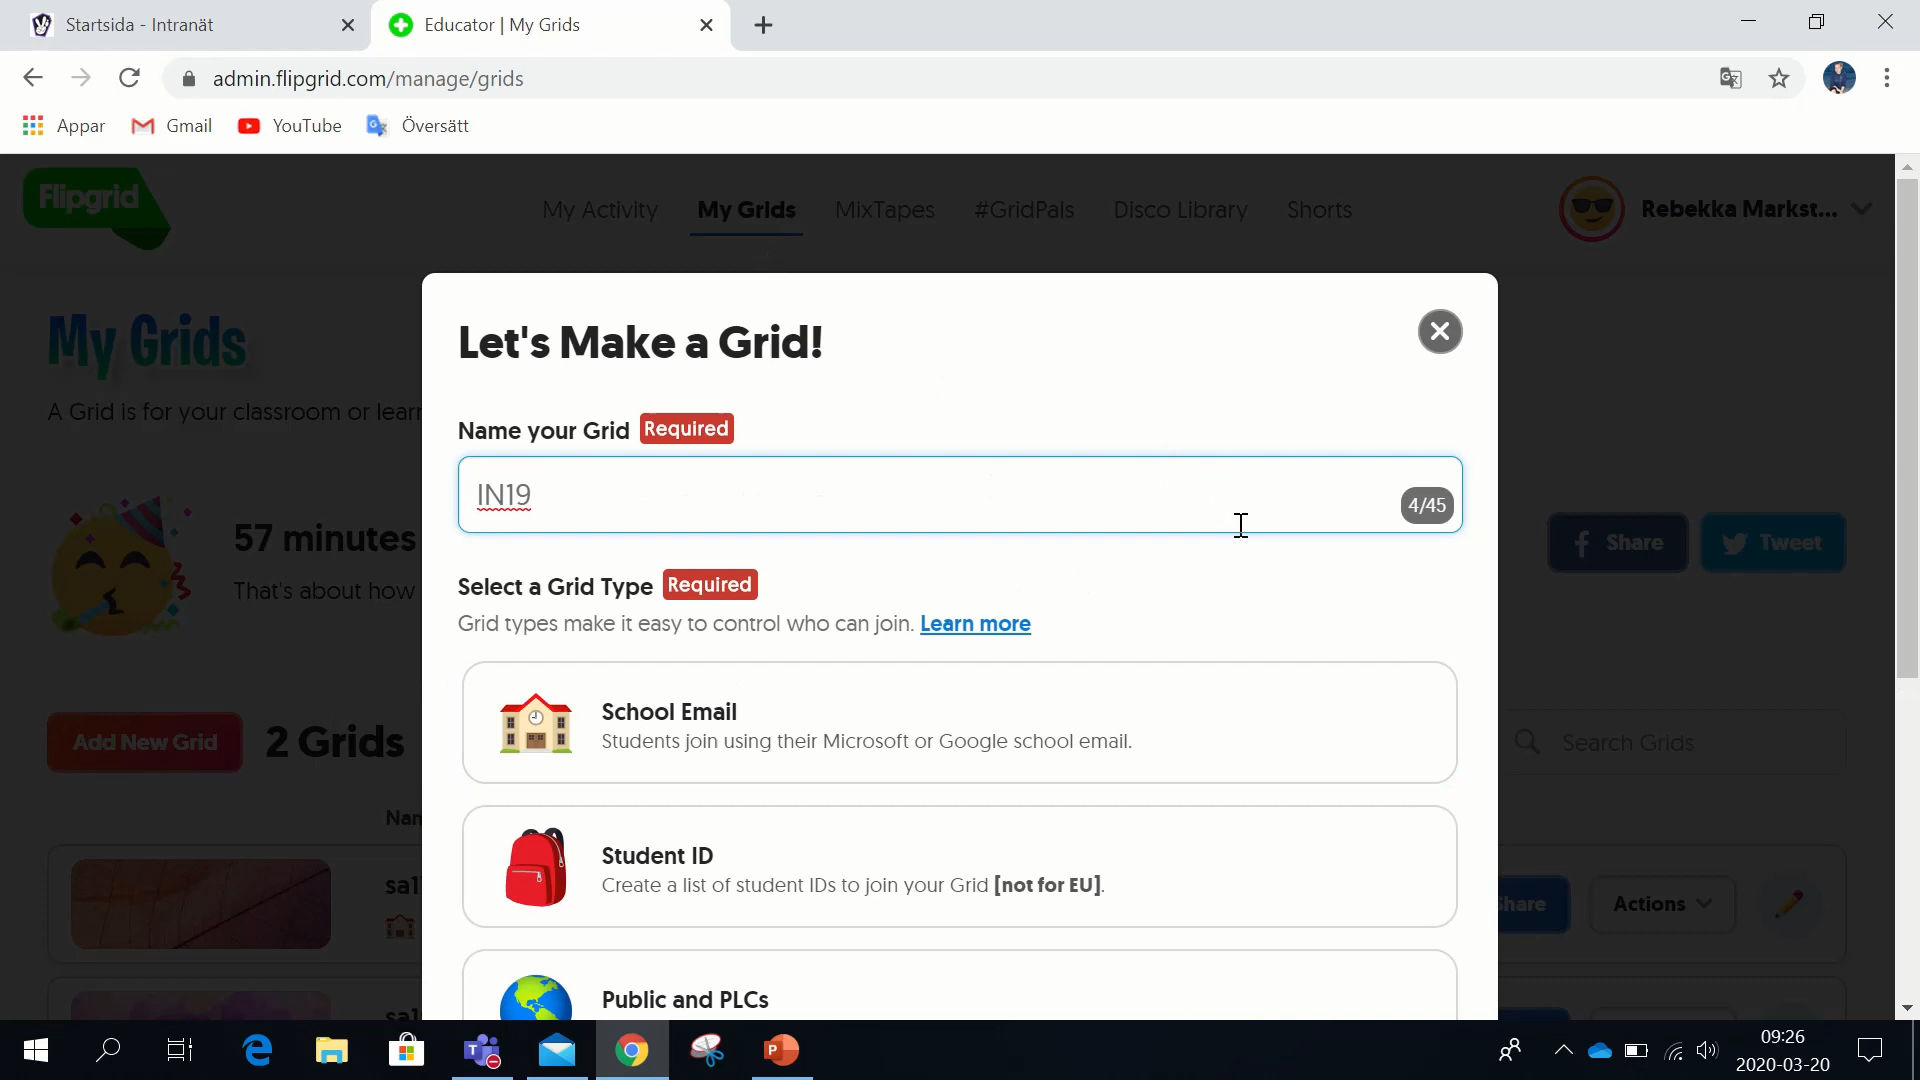 Startsida - Intranät
Educator | My Grids
admin.flipgrid.com/manage/grids
Appar
Gmail
YouTube
Översätt
Flipgrid
My Activity
My Grids
MixTapes
#GridPals
Disco Library
Shorts
Rebekka Markst...
My Grids
A Grid is for your classroom or lear
Let's Make a Grid!
Name your Grid Required
IN19
4/45
57 minutes
That's about how
Share
Tweet
Select a Grid Type Required
Grid types make it easy to control who can join. Learn more
School Email
Students join using their Microsoft or Google school email.
Add New Grid
2 Grids
Search Grids
Student ID
Create a list of student IDs to join your Grid [not for EU].
Share
Actions
Public and PLCs
09:26
2020-03-20